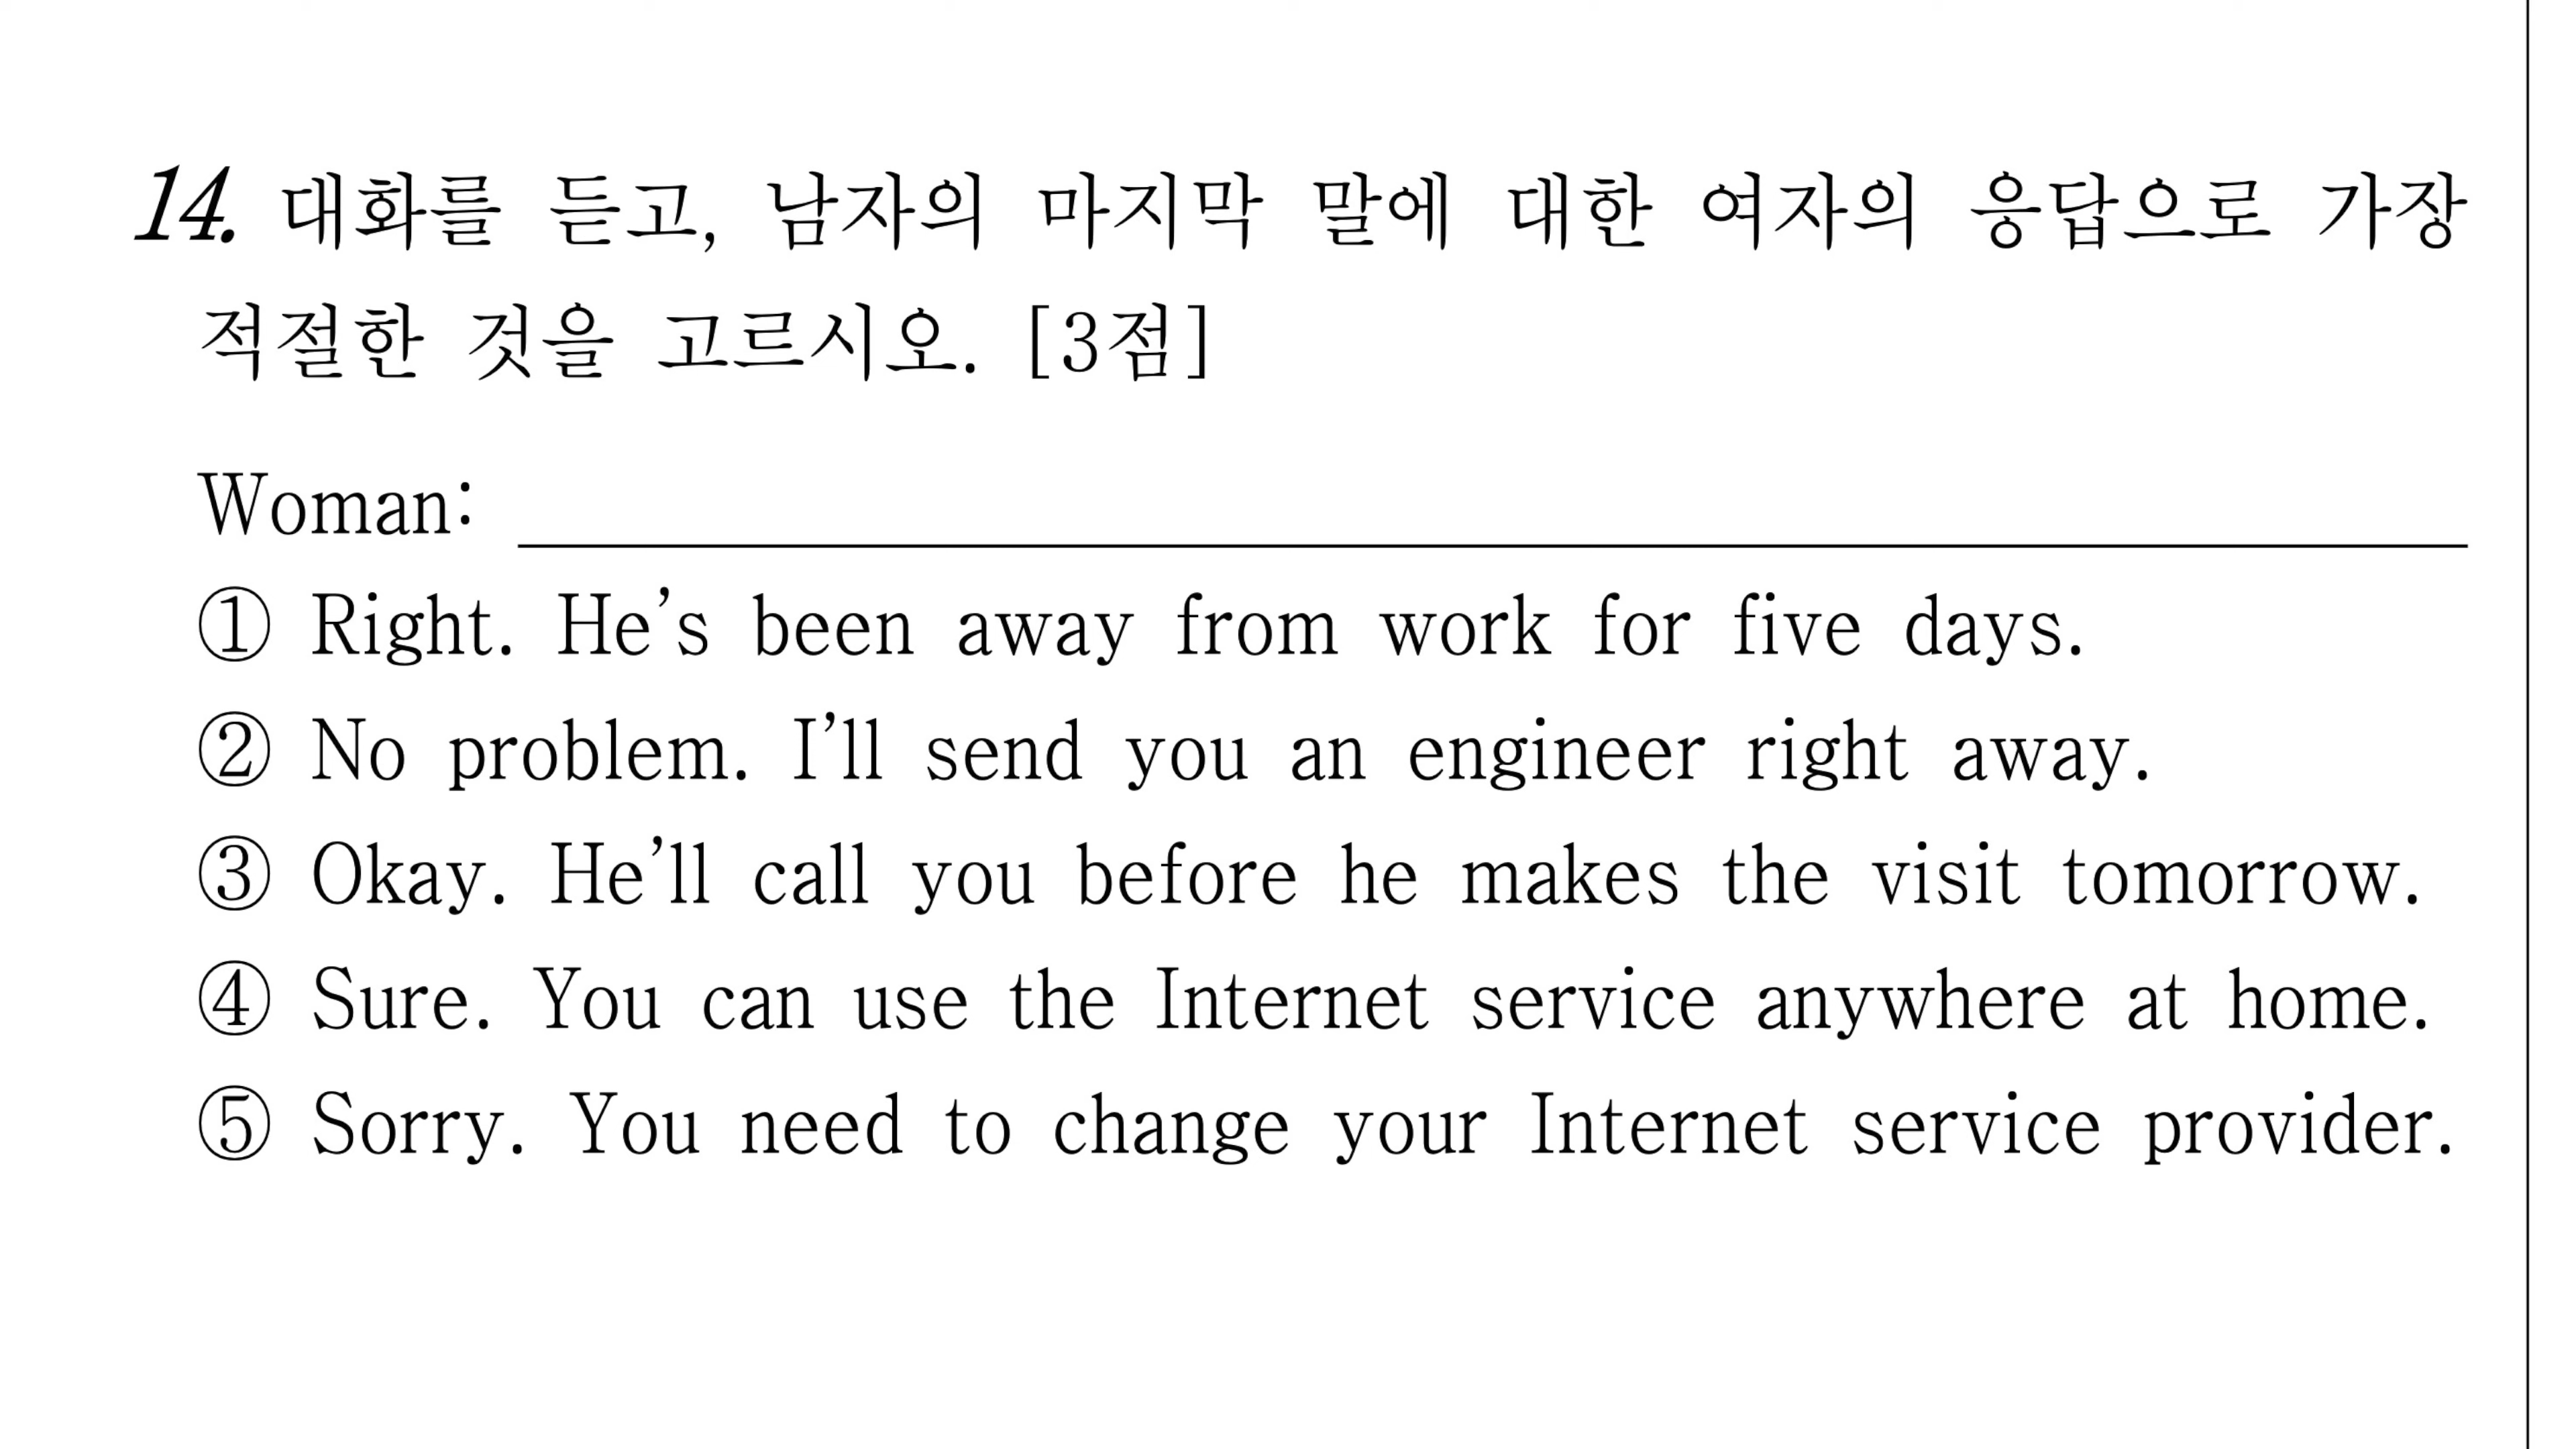 14. 대화를 듣고, 남자의 마지막 말에 대한 여자의 응답으로 가장
적절한 것을 고르시오. [3점]
Woman:
① Right. He’s been away from work for five days.
② No problem. I’ll send you an engineer right away.
③ Okay. He’ll call you before he makes the visit tomorrow.
④ Sure. You can use the Internet service anywhere at home.
⑤ Sorry. You need to change your Internet service provider.